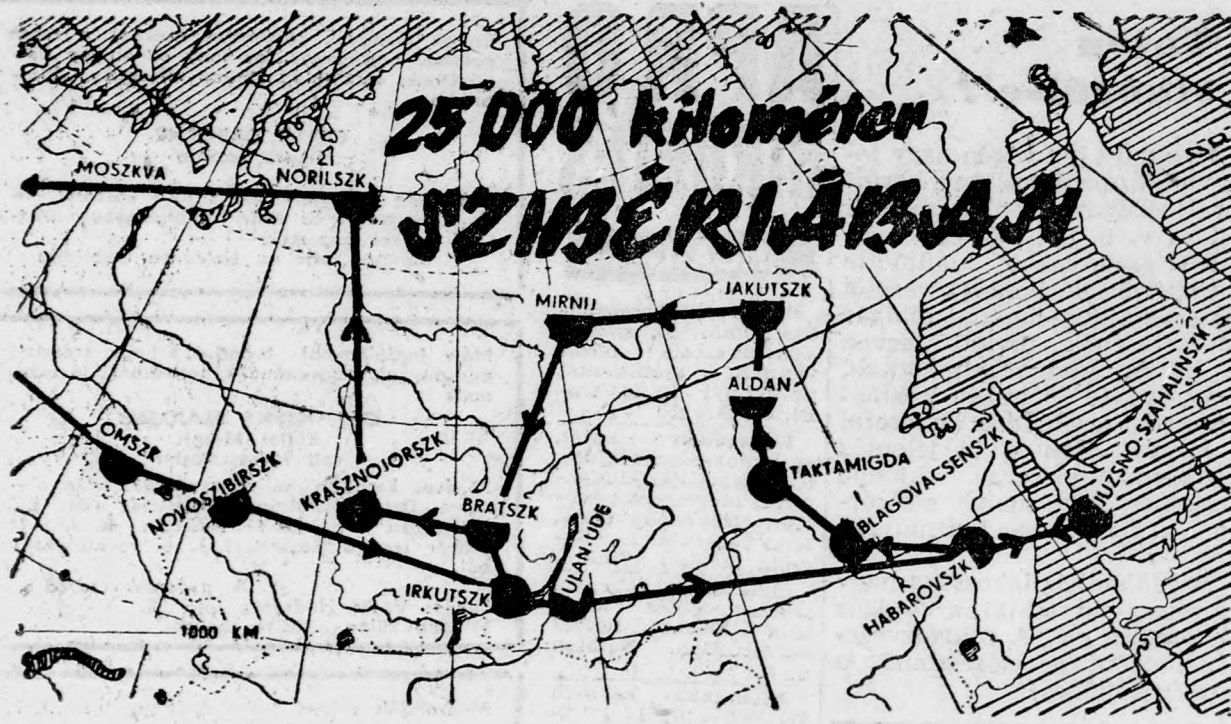 25 000 kilométer
SZIBÉRIÁBAN
MOSZKVA
NORILSZK
MIRNIJ
JAKUTSZK
ALDAN
TAKTAMIGDA
BLAGOVACSENSZK
JUZSNO-SZAHALINSZK
OMSZK
NOVOSZIBIRSZK
KRASZNOJORSZK
BRATSZK
IRKUTSZK
ULAN-UDE
HABAROVSZK
1000 KM